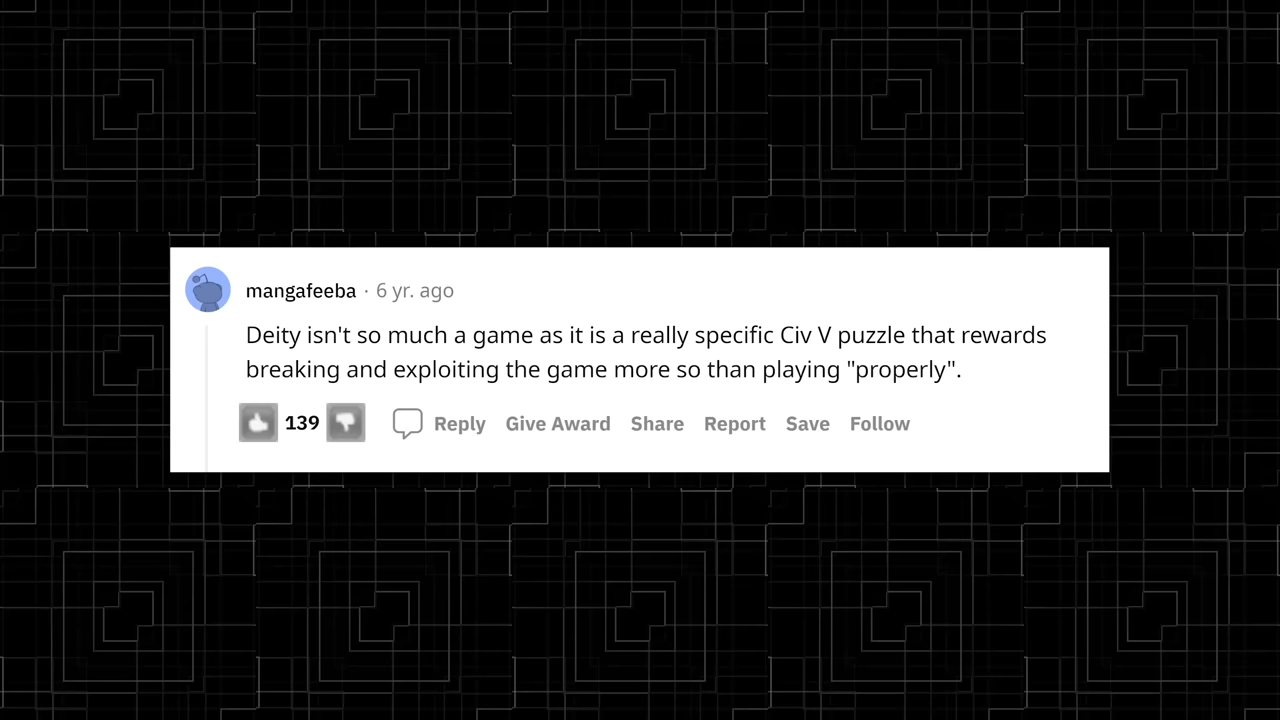 mangafeeba · 6 yr. ago
Deity isn't so much a game as it is a really specific Civ V puzzle that rewards
breaking and exploiting the game more so than playing "properly".
139 Reply Give Award Share Report Save Follow